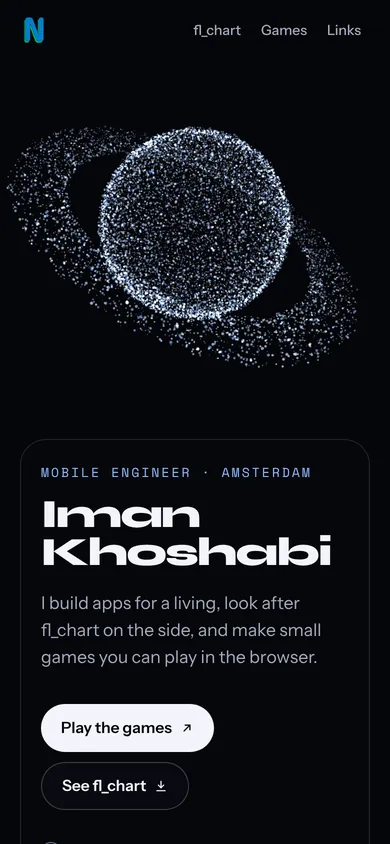 N
fl_chart Games Links
MOBILE ENGINEER · AMSTERDAM
Iman
Khoshabi
I build apps for a living, look after
fl_chart on the side, and make small
games you can play in the browser.
Play the games ↗
See fl_chart